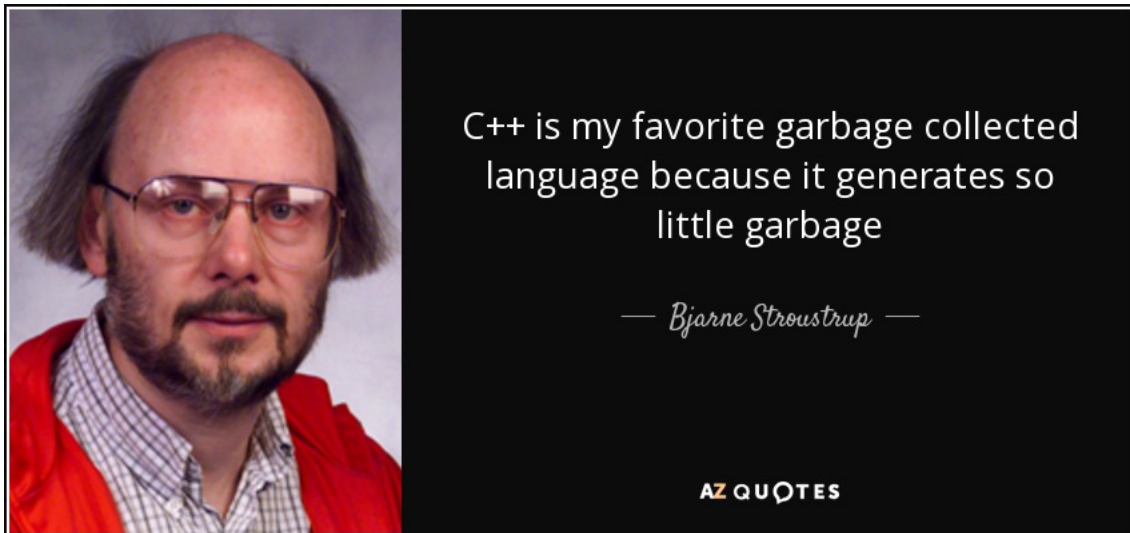 C++ is my favorite garbage collected
language because it generates so
little garbage
Bjarne Stroustrup
AZ QUOTES